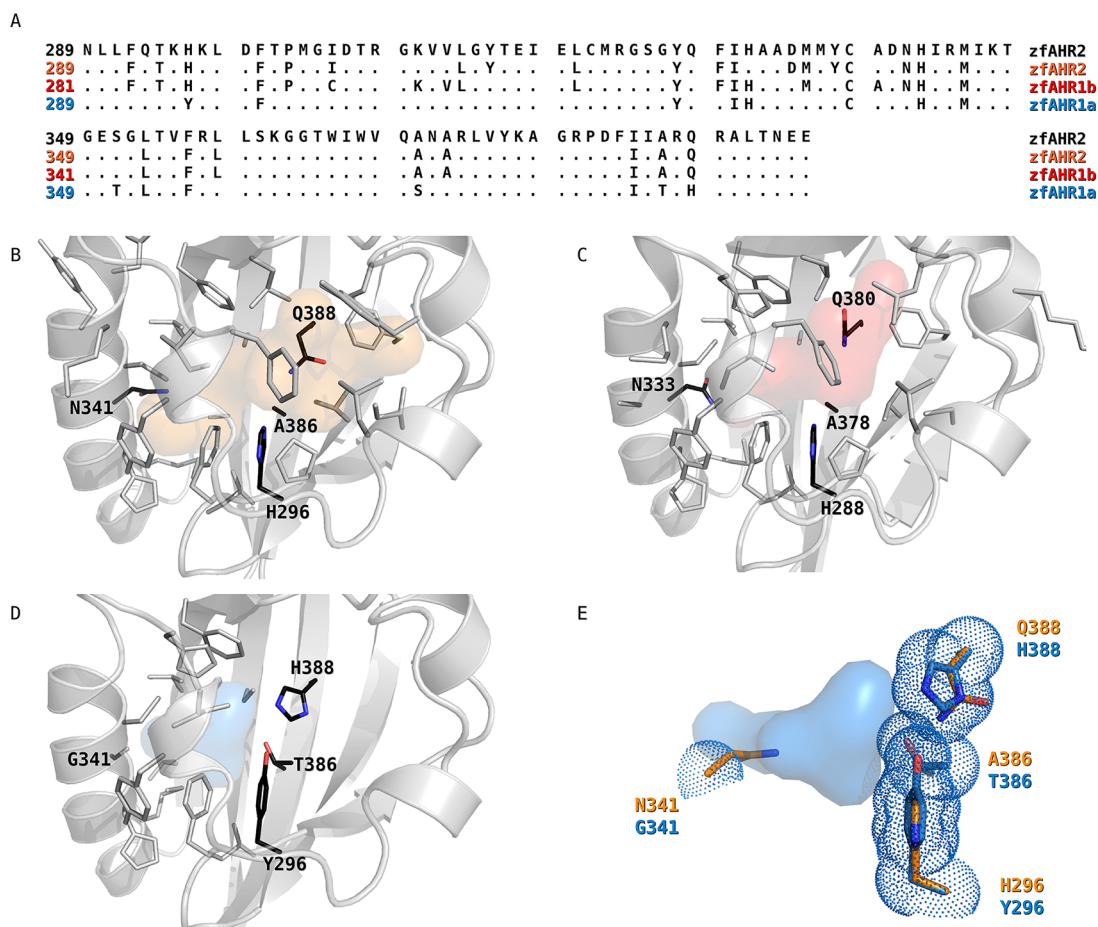 A
289 NLLFQTKHKL DFTPMGIDTR GKVVLGYTEI ELCMRGSGYQ FIHAADMMYC ADNHIRMIKT zfAHR2
289 ...F.T.H.. .F.P..I... ....L.Y... .L......Y. FI...DM.YC ..NH..M... zfAHR2
281 ...F.T.H.. .F.P..C... .K.VL..... .L......Y. FIH...M..C A.NH..M... zfAHR1b
289 .......Y.. .F........ .......... ........Y. .IH......C ...H..M... zfAHR1a
349 GESGLTVFRL LSKGGTWIWV QANARLVYKA GRPDFIIARQ RALTNEE zfAHR2
349 ....L..F.L .......... .A.A...... .....I.A.Q ....... zfAHR2
341 ....L..F.L .......... .A.A...... .....I.A.Q ....... zfAHR1b
349 ..T.L..F.. .......... .S........ .....I.T.H ....... zfAHR1a
B
Q388
N341
A386
H296
C
Q380
N333
A378
H288
D
H388
G341
T386
Y296
E
Q388
H388
A386
T386
N341
G341
H296
Y296